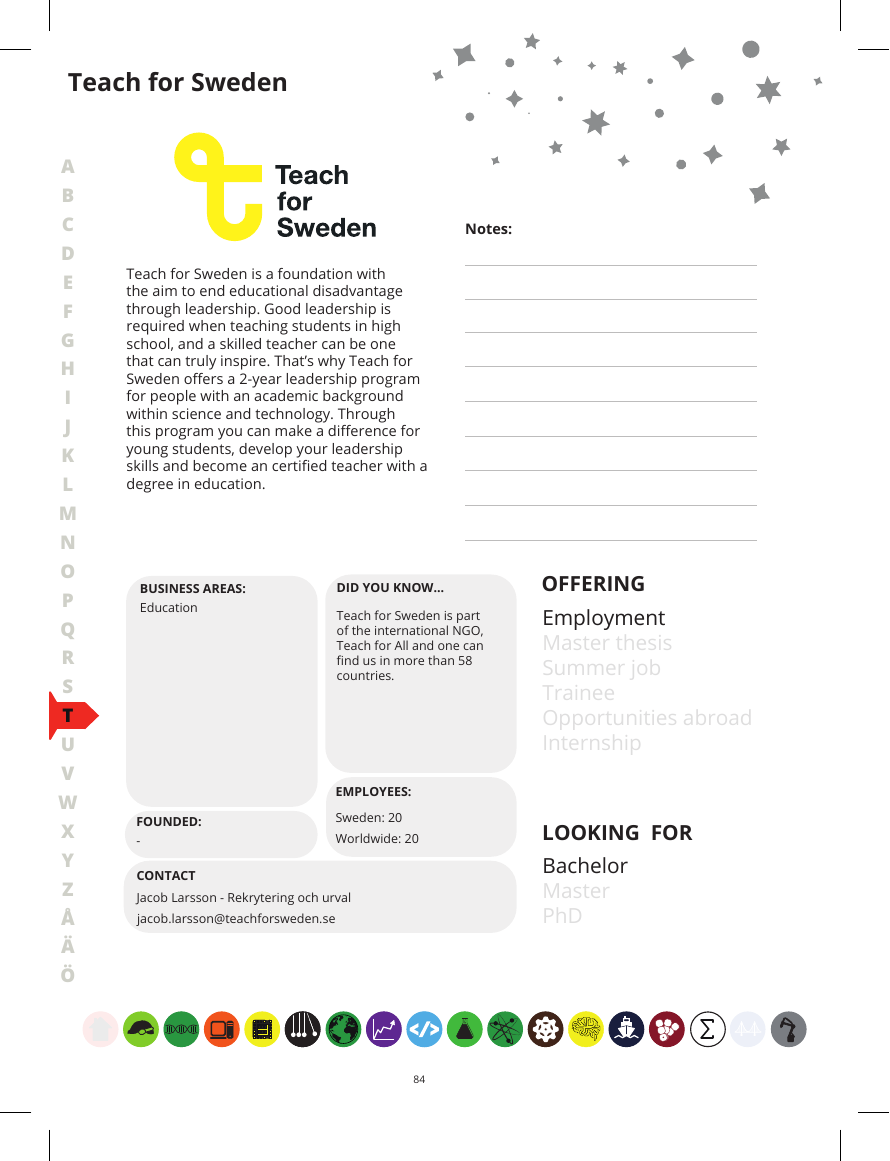 Teach for Sweden
A
B
C
D
E
F
G
H
I
J
K
L
M
N
O
P
Q
R
S
T
U
V
W
X
Y
Z
Å
Ä
Ö
Teach
for
Sweden
Teach for Sweden is a foundation with
the aim to end educational disadvantage
through leadership. Good leadership is
required when teaching students in high
school, and a skilled teacher can be one
that can truly inspire. That’s why Teach for
Sweden offers a 2-year leadership program
for people with an academic background
within science and technology. Through
this program you can make a difference for
young students, develop your leadership
skills and become an certified teacher with a
degree in education.
Notes:
BUSINESS AREAS:
Education
DID YOU KNOW...
Teach for Sweden is part
of the international NGO,
Teach for All and one can
find us in more than 58
countries.
FOUNDED:
-
EMPLOYEES:
Sweden: 20
Worldwide: 20
CONTACT
Jacob Larsson - Rekrytering och urval
jacob.larsson@teachforsweden.se
OFFERING
Employment
Master thesis
Summer job
Trainee
Opportunities abroad
Internship
LOOKING FOR
Bachelor
Master
PhD
</> Σ
84